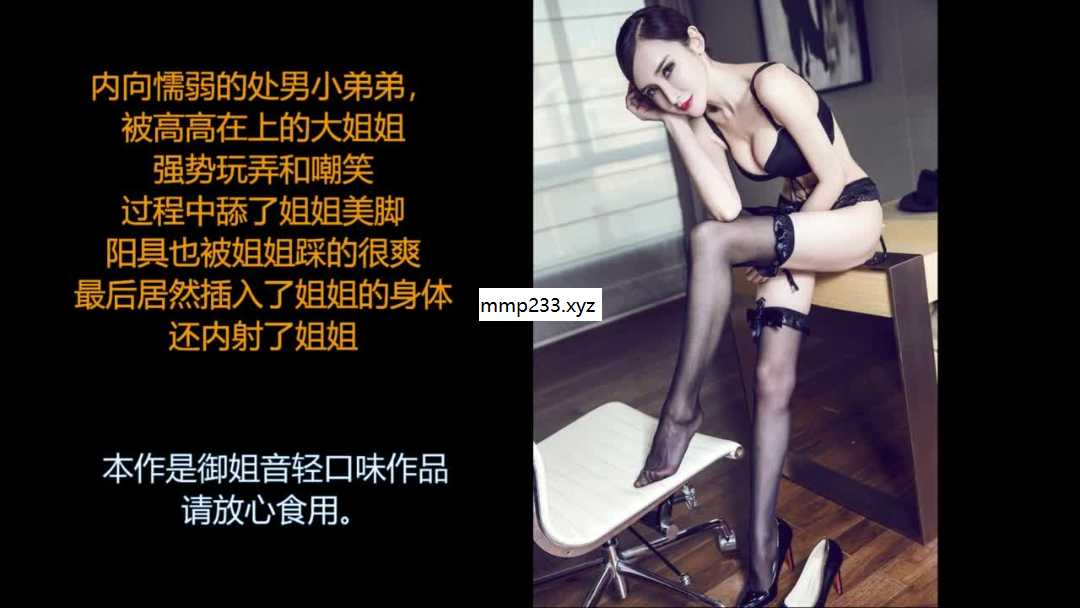 内向懦弱的处男小弟弟，
被高高在上的大姐姐
强势玩弄和嘲笑
过程中舔了姐姐美脚
阳具也被姐姐踩的很爽
最后居然插入了姐姐的身体
还内射了姐姐
mmp233.xyz
本作是御姐音轻口味作品
请放心食用。